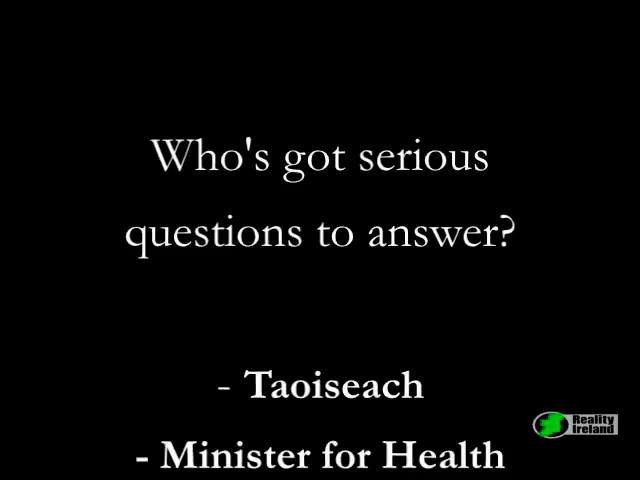 Who's got serious
questions to answer?
- Taoiseach
Reality
Ireland
- Minister for Health